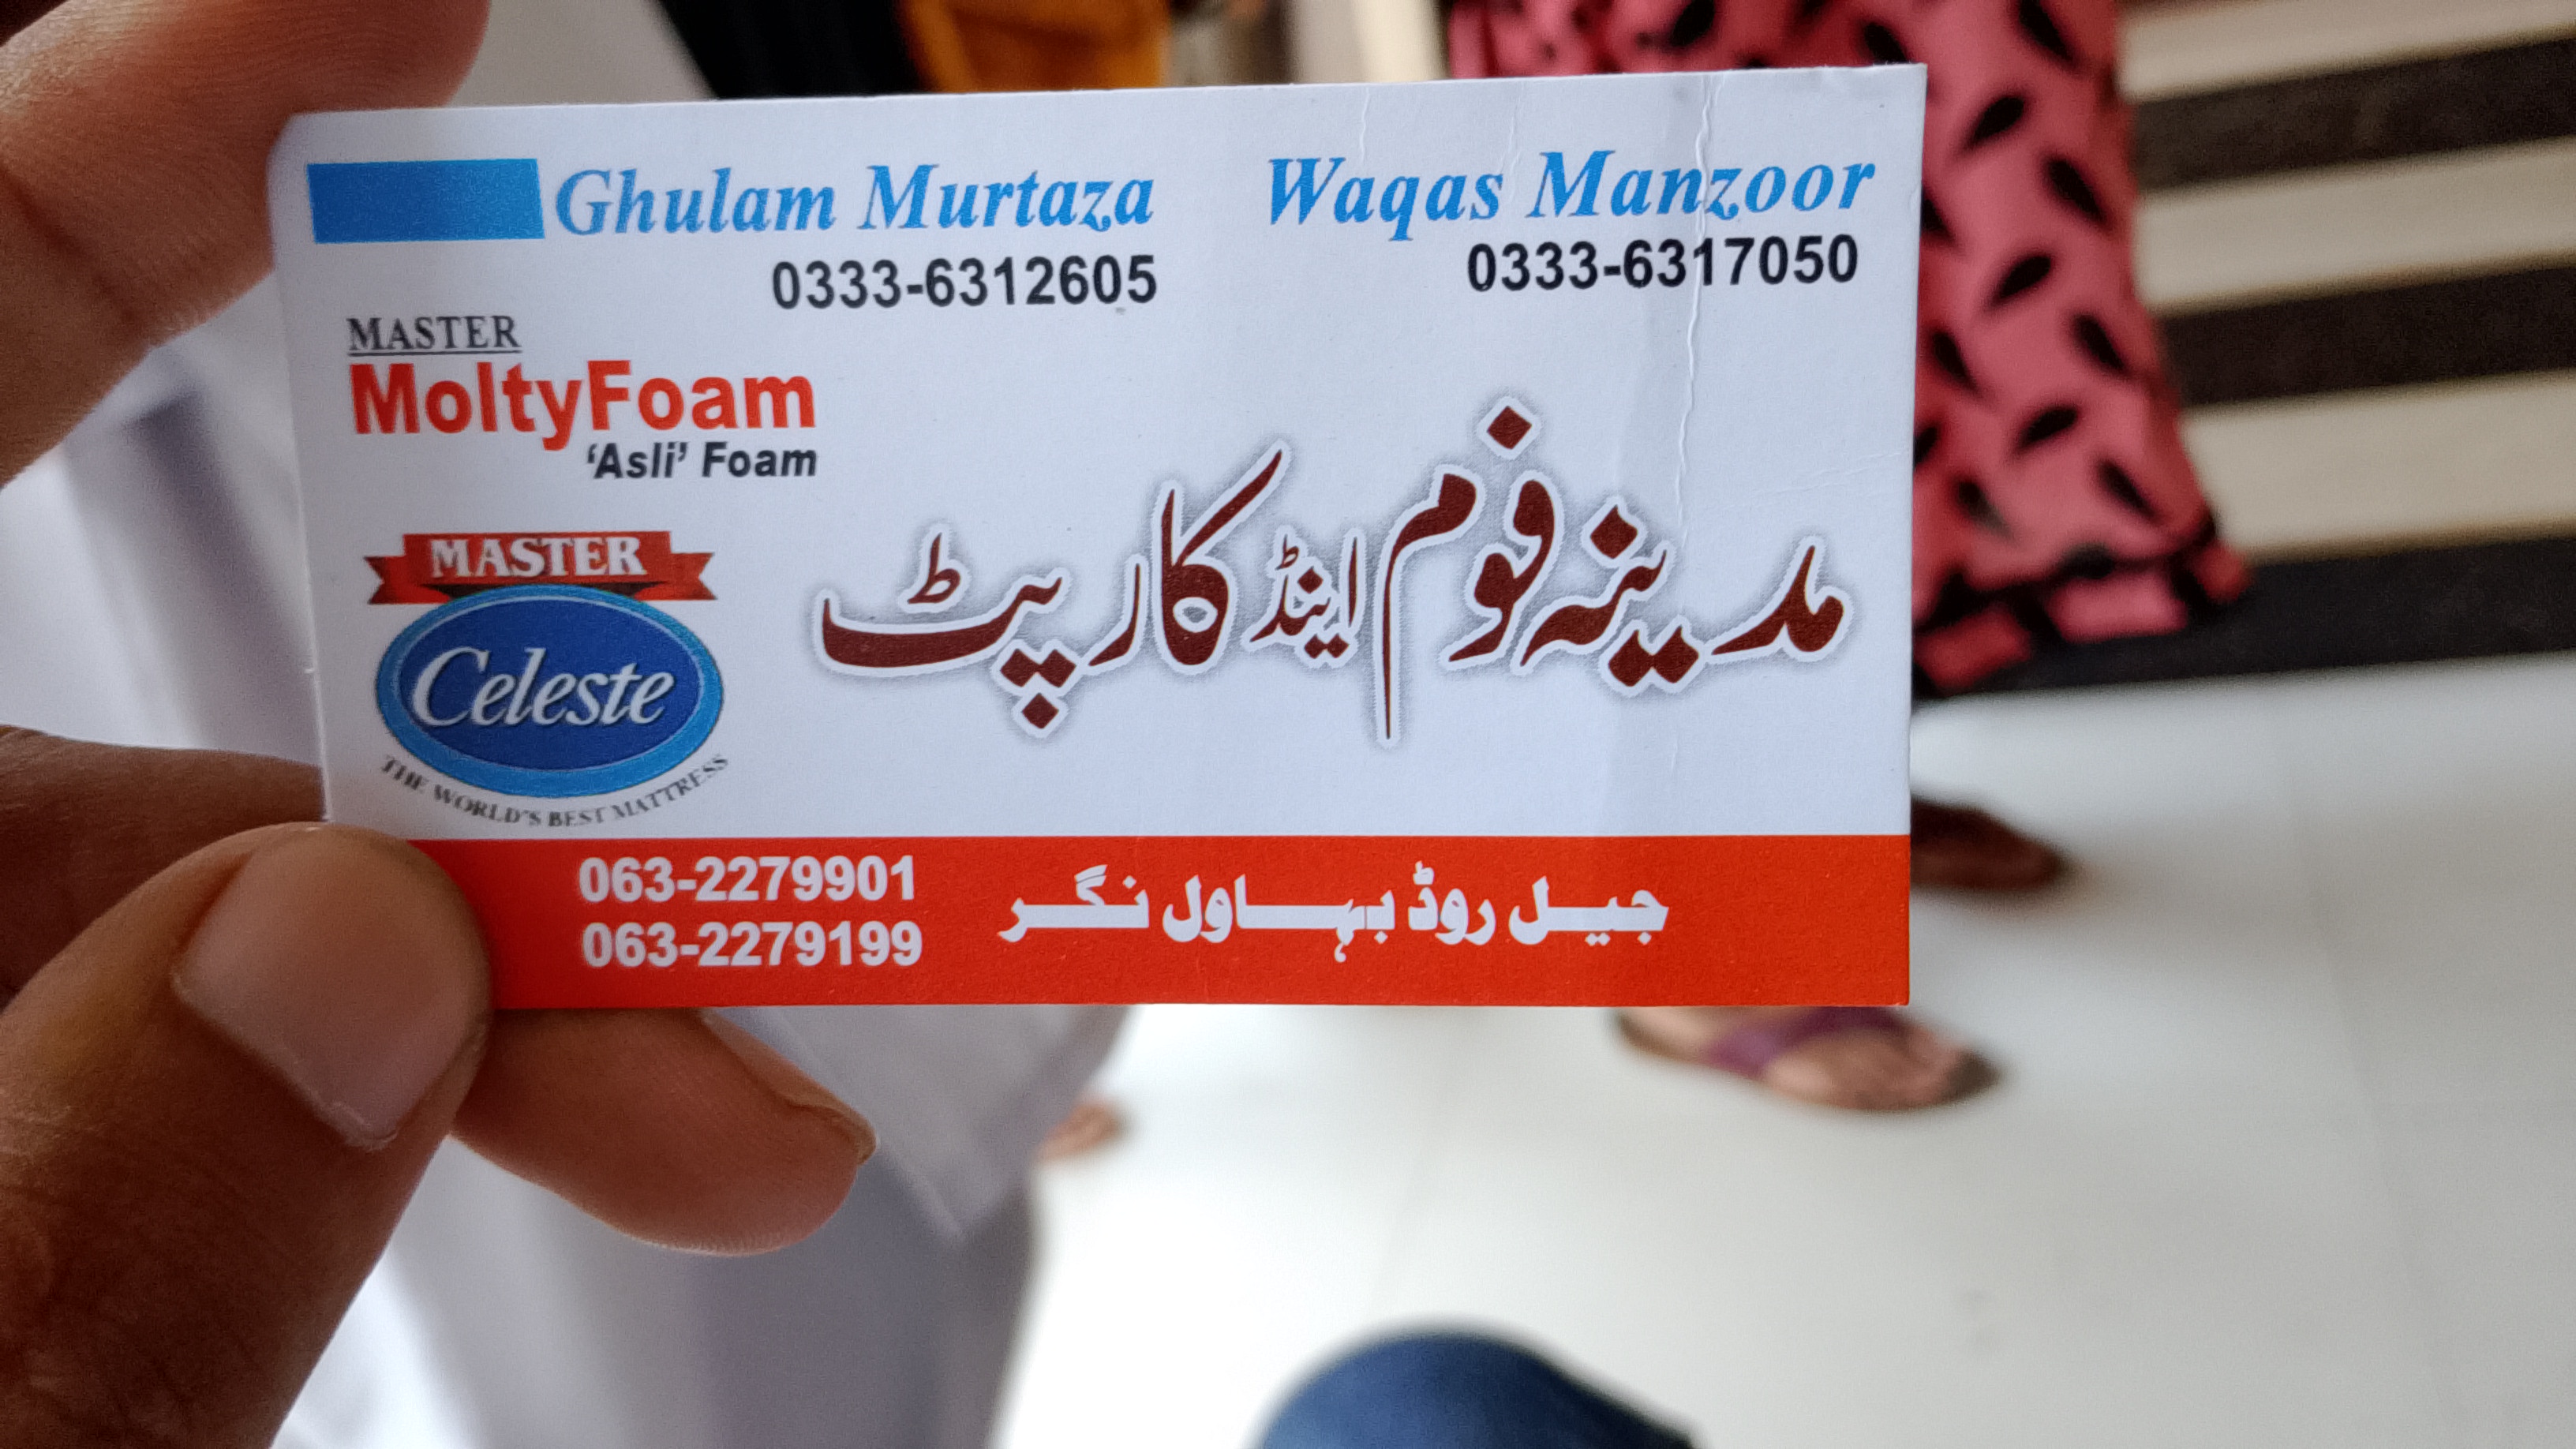 Ghulam Murtaza
0333-6312605
Waqas Manzoor
0333-6317050
MASTER
MoltyFoam
‘Asli’ Foam
MASTER
Celeste
THE WORLD'S BEST MATTRESS
مدینہ فوم اینڈ کارپٹ
063-2279901
063-2279199
جیل روڈ بہاول نگر